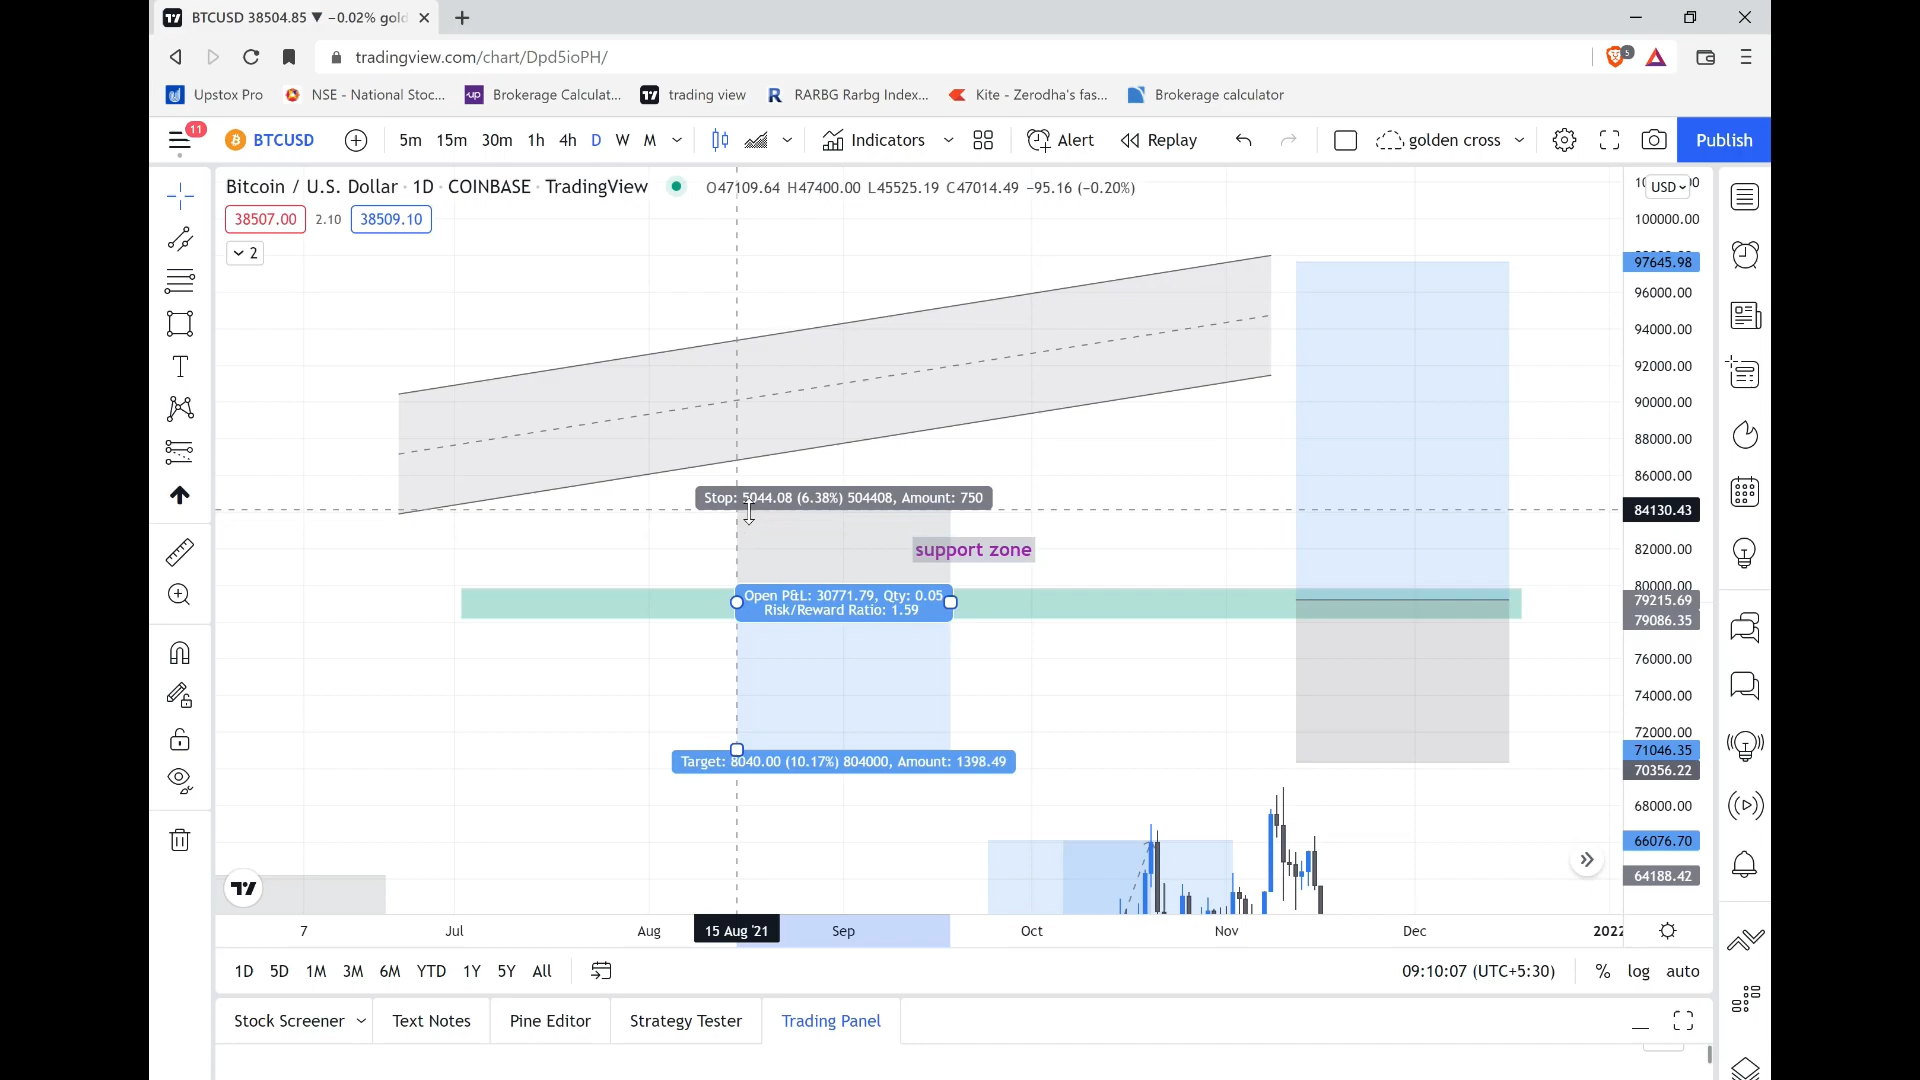 BTCUSD 38504.85 ▼ −0.02% gold
tradingview.com/chart/Dpd5ioPH/
5
Upstox Pro
NSE - National Stoc...
up
Brokerage Calculat...
trading view
RARBG Rarbg Index...
Kite - Zerodha's fas...
Brokerage calculator
11
BTCUSD
5m 15m 30m 1h 4h D W M
Indicators
Alert
Replay
golden cross
Publish
Bitcoin / U.S. Dollar · 1D · COINBASE · TradingView
O47109.64 H47400.00 L45525.19 C47014.49 −95.16 (−0.20%)
USD
38507.00 2.10 38509.10
2
100000.00
97645.98
96000.00
94000.00
92000.00
90000.00
88000.00
86000.00
Stop: 5044.08 (6.38%) 504408, Amount: 750
84130.43
support zone
82000.00
80000.00
Open P&L: 30771.79, Qty: 0.05
Risk/Reward Ratio: 1.59
79215.69
79086.35
76000.00
74000.00
72000.00
71046.35
Target: 8040.00 (10.17%) 804000, Amount: 1398.49
70356.22
68000.00
66076.70
64188.42
7 Jul Aug 15 Aug '21 Sep Oct Nov Dec 2022
1D 5D 1M 3M 6M YTD 1Y 5Y All
09:10:07 (UTC+5:30)
% log auto
Stock Screener
Text Notes
Pine Editor
Strategy Tester
Trading Panel